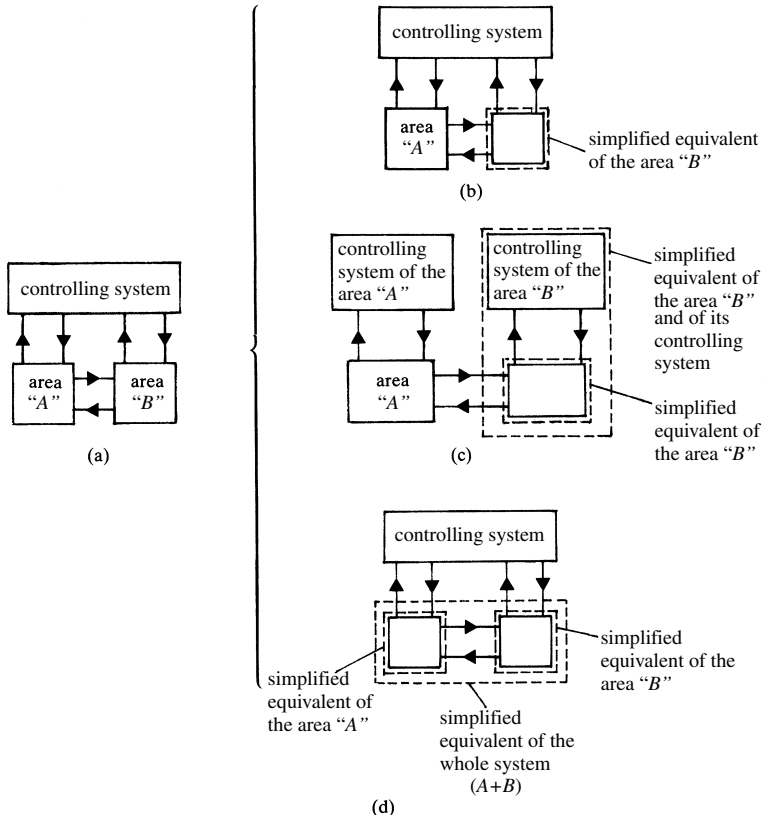 controlling system
area
“A”
simplified equivalent
of the area “B”
(b)
controlling
system of the
area “A”
controlling
system of the
area “B”
simplified
equivalent of
the area “B”
and of its
controlling
system
area
“A”
simplified
equivalent of
the area “B”
(c)
controlling system
area
“A”
area
“B”
(a)
controlling system
simplified
equivalent of the
area “B”
simplified
equivalent of
the area “A”
simplified
equivalent of the
whole system
(A+B)
(d)